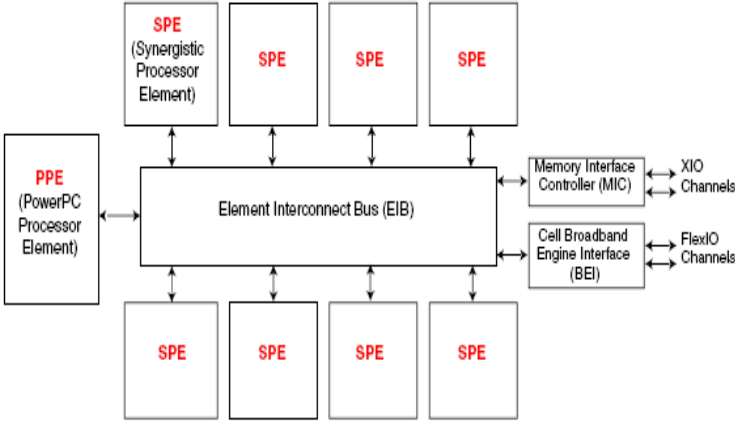 SPE
(Synergistic
Processor
Element)
SPE
SPE
SPE
PPE
(PowerPC
Processor
Element)
Element Interconnect Bus (EIB)
Memory Interface
Controller (MIC)
XIO
Channels
Cell Broadband
Engine Interface
(BEI)
FlexIO
Channels
SPE
SPE
SPE
SPE